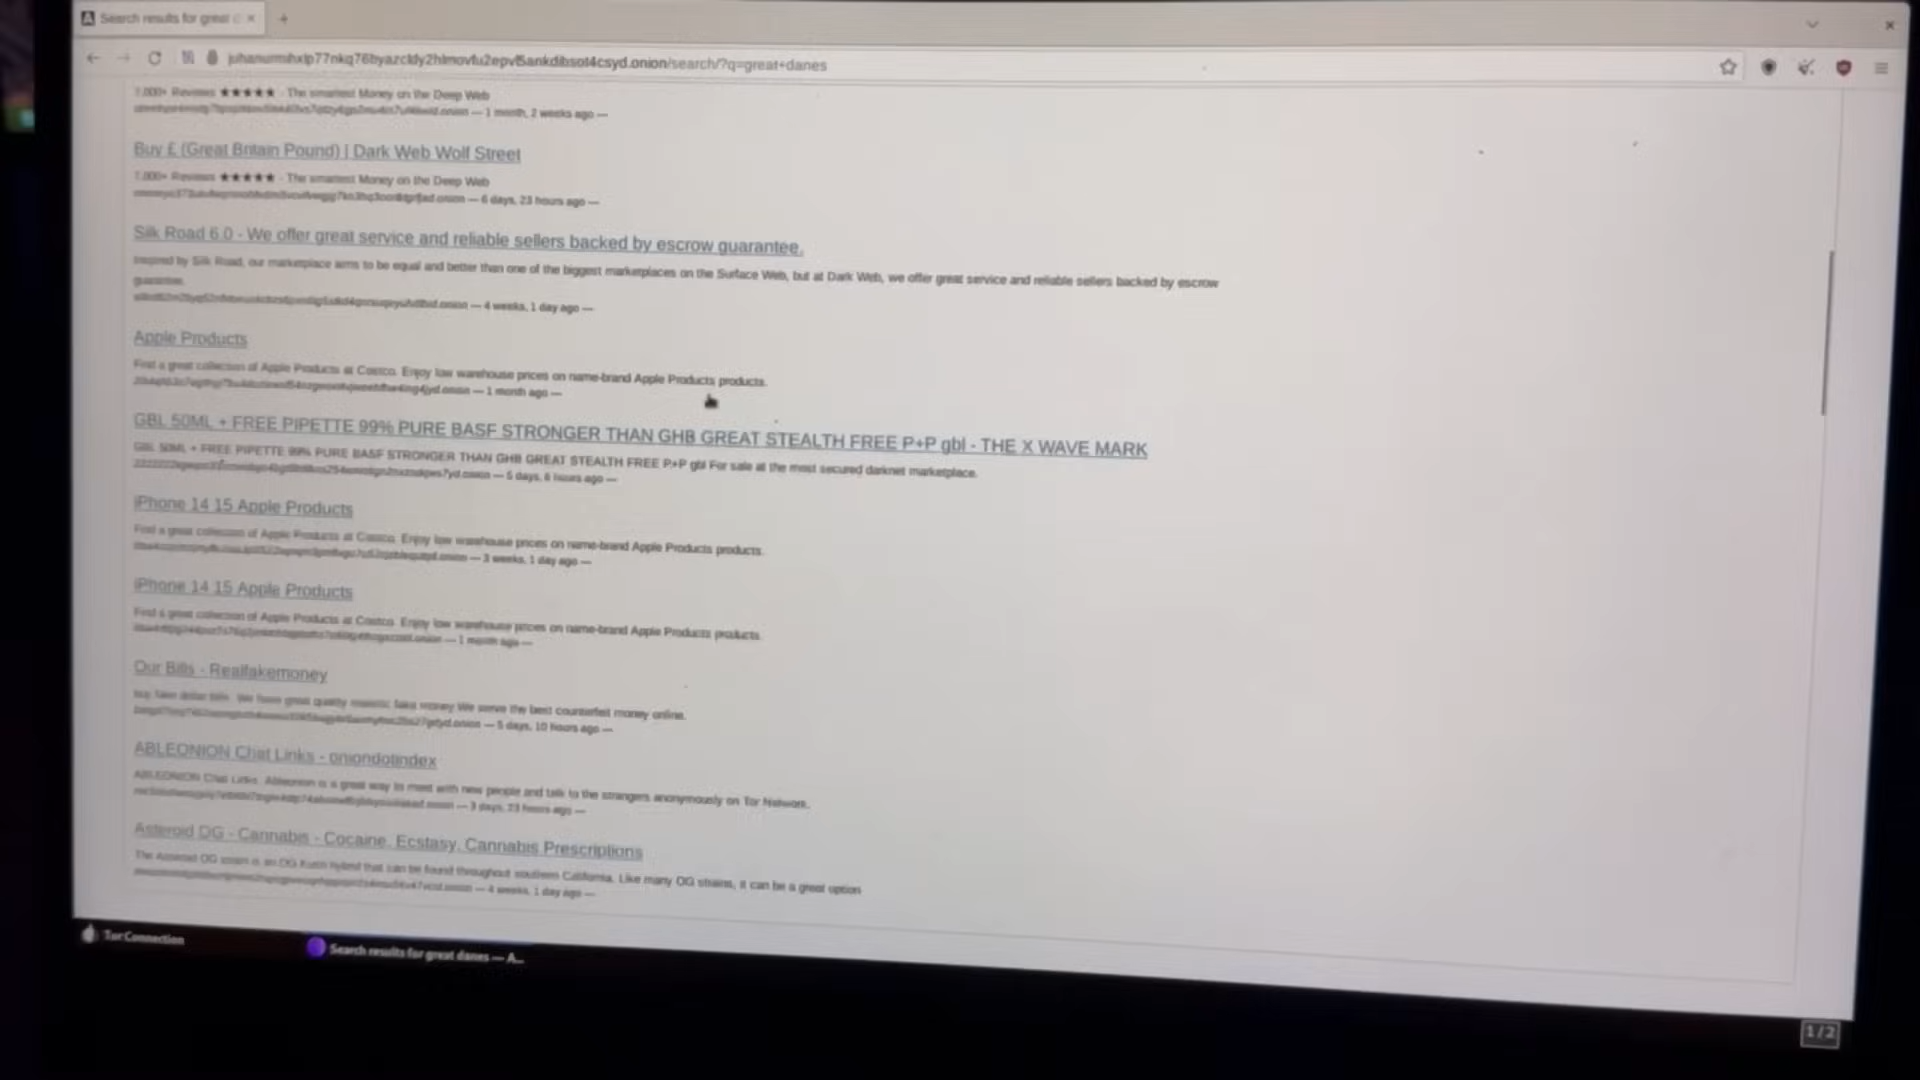 Search results for great
juhanurmihxlp77nkq76byazcldy2hlmovfu2epvl5ankdibsot4csyd.onion/search/?q=great+danes
7,000+ Reviews ★★★★★ - The smartest Money on the Deep Web
— 1 month, 2 weeks ago —
Buy £ (Great Britain Pound) | Dark Web Wolf Street
7,000+ Reviews ★★★★★ - The smartest Money on the Deep Web
— 6 days, 23 hours ago —
Silk Road 6.0 - We offer great service and reliable sellers backed by escrow guarantee.
Inspired by Silk Road, our marketplace aims to be equal and better than one of the biggest marketplaces on the Surface Web, but at Dark Web, we offer great service and reliable sellers backed by escrow
guarantee.
— 4 weeks, 1 day ago —
Apple Products
Find a great collection of Apple Products at Costco. Enjoy low warehouse prices on name-brand Apple Products products.
— 1 month ago —
GBL 50ML + FREE PIPETTE 99% PURE BASF STRONGER THAN GHB GREAT STEALTH FREE P+P gbl - THE X WAVE MARK
GBL 50ML + FREE PIPETTE 99% PURE BASF STRONGER THAN GHB GREAT STEALTH FREE P+P gbl For sale at the most secured darknet marketplace.
— 5 days, 6 hours ago —
iPhone 14 15 Apple Products
Find a great collection of Apple Products at Costco. Enjoy low warehouse prices on name-brand Apple Products products.
— 3 weeks, 1 day ago —
iPhone 14 15 Apple Products
Find a great collection of Apple Products at Costco. Enjoy low warehouse prices on name-brand Apple Products products.
— 1 month ago —
Our Bills - Realfakemoney
buy fake dollar bills. We have great quality realistic fake money We serve the best counterfeit money online.
— 5 days, 10 hours ago —
ABLEONION Chat Links - oniondotindex
ABLEONION Chat Links. Ableonion is a great way to meet with new people and talk to the strangers anonymously on Tor Network.
— 3 days, 23 hours ago —
Asteroid OG - Cannabis - Cocaine, Ecstasy, Cannabis Prescriptions
The Asteroid OG strain is an OG Kush hybrid that can be found throughout southern California. Like many OG strains, it can be a great option
— 4 weeks, 1 day ago —
Tor Connection
Search results for great danes — A...
1/2